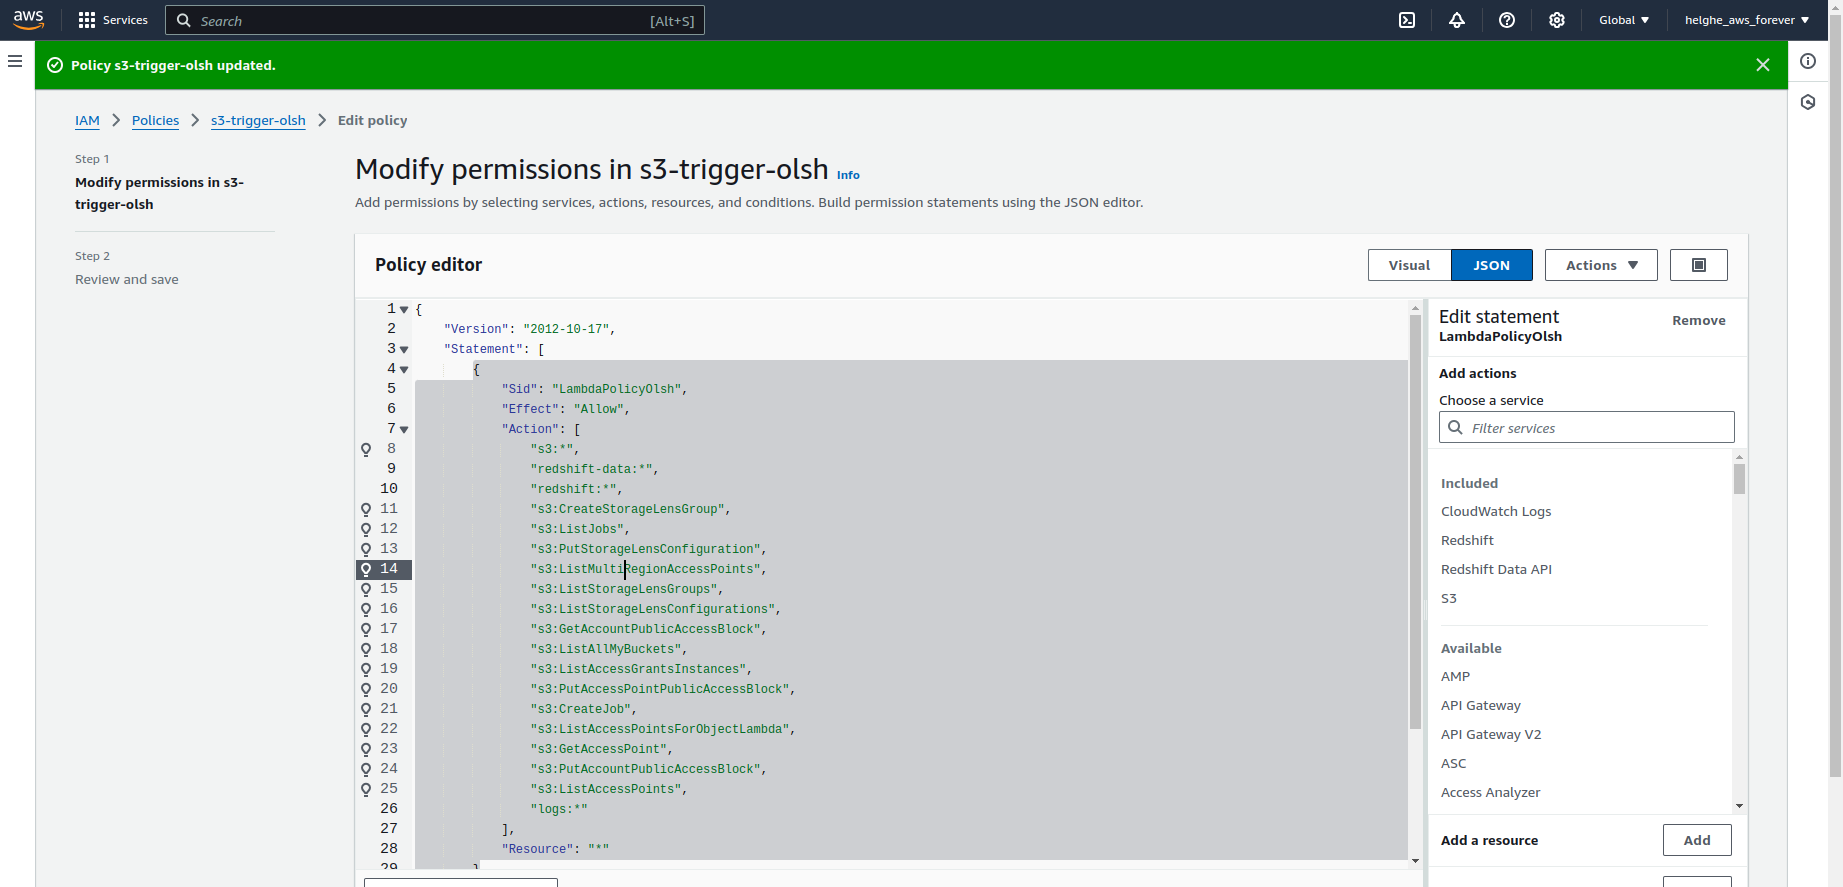 aws
Services
Search
[Alt+S]
Global
helghe_aws_forever
Policy s3-trigger-olsh updated.
IAM
Policies
s3-trigger-olsh
Edit policy
Step 1
Modify permissions in s3-
trigger-olsh
Step 2
Review and save
Modify permissions in s3-trigger-olsh Info
Add permissions by selecting services, actions, resources, and conditions. Build permission statements using the JSON editor.
Policy editor
Visual
JSON
Actions
1 {
2 "Version": "2012-10-17",
3 "Statement": [
4 {
5 "Sid": "LambdaPolicyOlsh",
6 "Effect": "Allow",
7 "Action": [
8 "s3:*",
9 "redshift-data:*",
10 "redshift:*",
11 "s3:CreateStorageLensGroup",
12 "s3:ListJobs",
13 "s3:PutStorageLensConfiguration",
14 "s3:ListMultiRegionAccessPoints",
15 "s3:ListStorageLensGroups",
16 "s3:ListStorageLensConfigurations",
17 "s3:GetAccountPublicAccessBlock",
18 "s3:ListAllMyBuckets",
19 "s3:ListAccessGrantsInstances",
20 "s3:PutAccessPointPublicAccessBlock",
21 "s3:CreateJob",
22 "s3:ListAccessPointsForObjectLambda",
23 "s3:GetAccessPoint",
24 "s3:PutAccountPublicAccessBlock",
25 "s3:ListAccessPoints",
26 "logs:*"
27 ],
28 "Resource": "*"
29 }
Edit statement
LambdaPolicyOlsh
Remove
Add actions
Choose a service
Filter services
Included
CloudWatch Logs
Redshift
Redshift Data API
S3
Available
AMP
API Gateway
API Gateway V2
ASC
Access Analyzer
Add a resource
Add